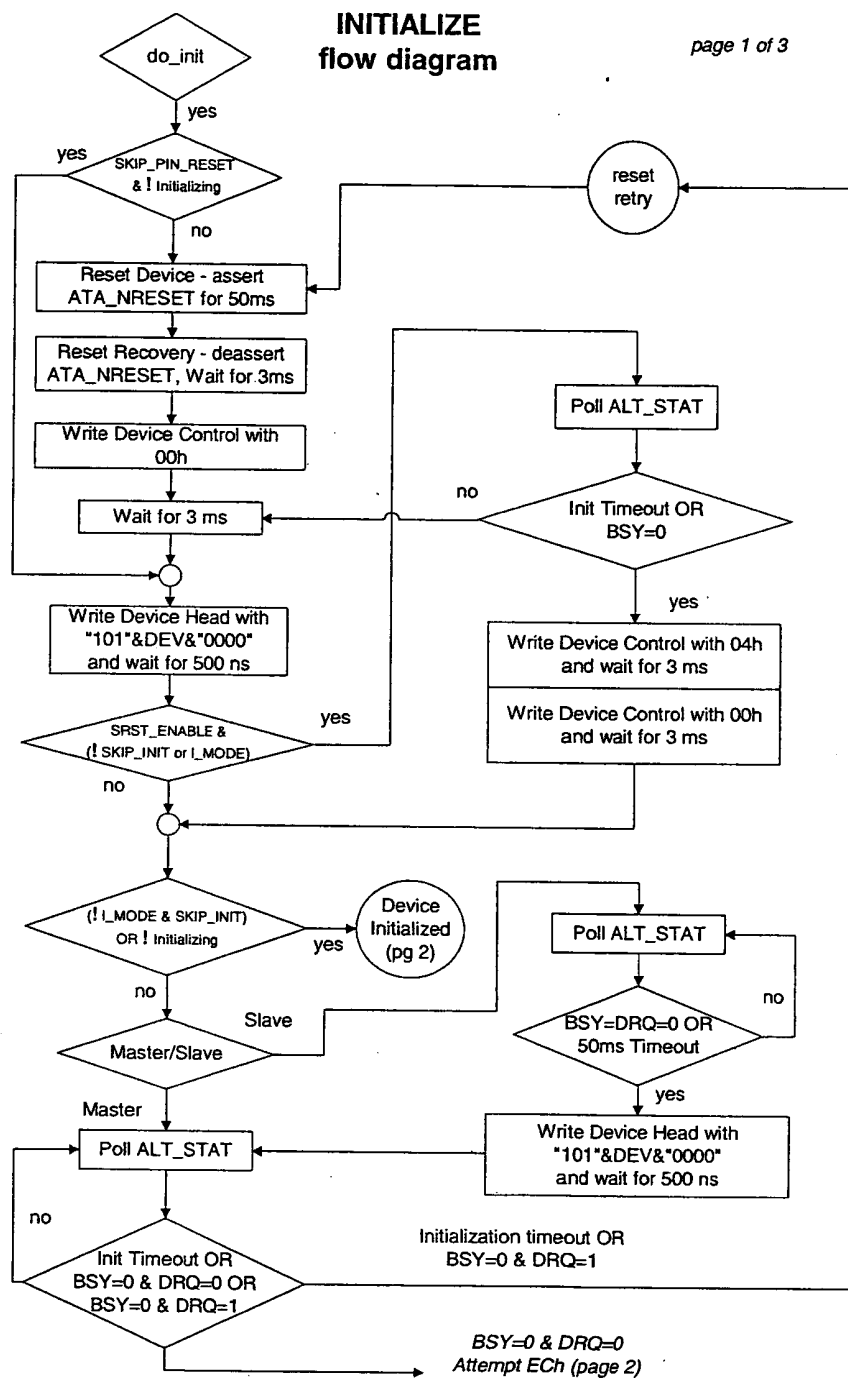 INITIALIZE
flow diagram
page 1 of 3
do_init
yes
yes
SKIP_PIN_RESET
& ! Initializing
no
reset
retry
Reset Device - assert
ATA_NRESET for 50ms
Reset Recovery - deassert
ATA_NRESET, Wait for 3ms
Write Device Control with
00h
Wait for 3 ms
Poll ALT_STAT
no
Init Timeout OR
BSY=0
yes
Write Device Head with
"101"&DEV&"0000"
and wait for 500 ns
Write Device Control with 04h
and wait for 3 ms
Write Device Control with 00h
and wait for 3 ms
SRST_ENABLE &
(! SKIP_INIT or I_MODE)
yes
no
(! I_MODE & SKIP_INIT)
OR ! Initializing
yes
Device
Initialized
(pg 2)
no
Poll ALT_STAT
no
BSY=DRQ=0 OR
50ms Timeout
yes
Slave
Master/Slave
Master
Write Device Head with
"101"&DEV&"0000"
and wait for 500 ns
Poll ALT_STAT
no
Init Timeout OR
BSY=0 & DRQ=0 OR
BSY=0 & DRQ=1
Initialization timeout OR
BSY=0 & DRQ=1
BSY=0 & DRQ=0
Attempt ECh (page 2)